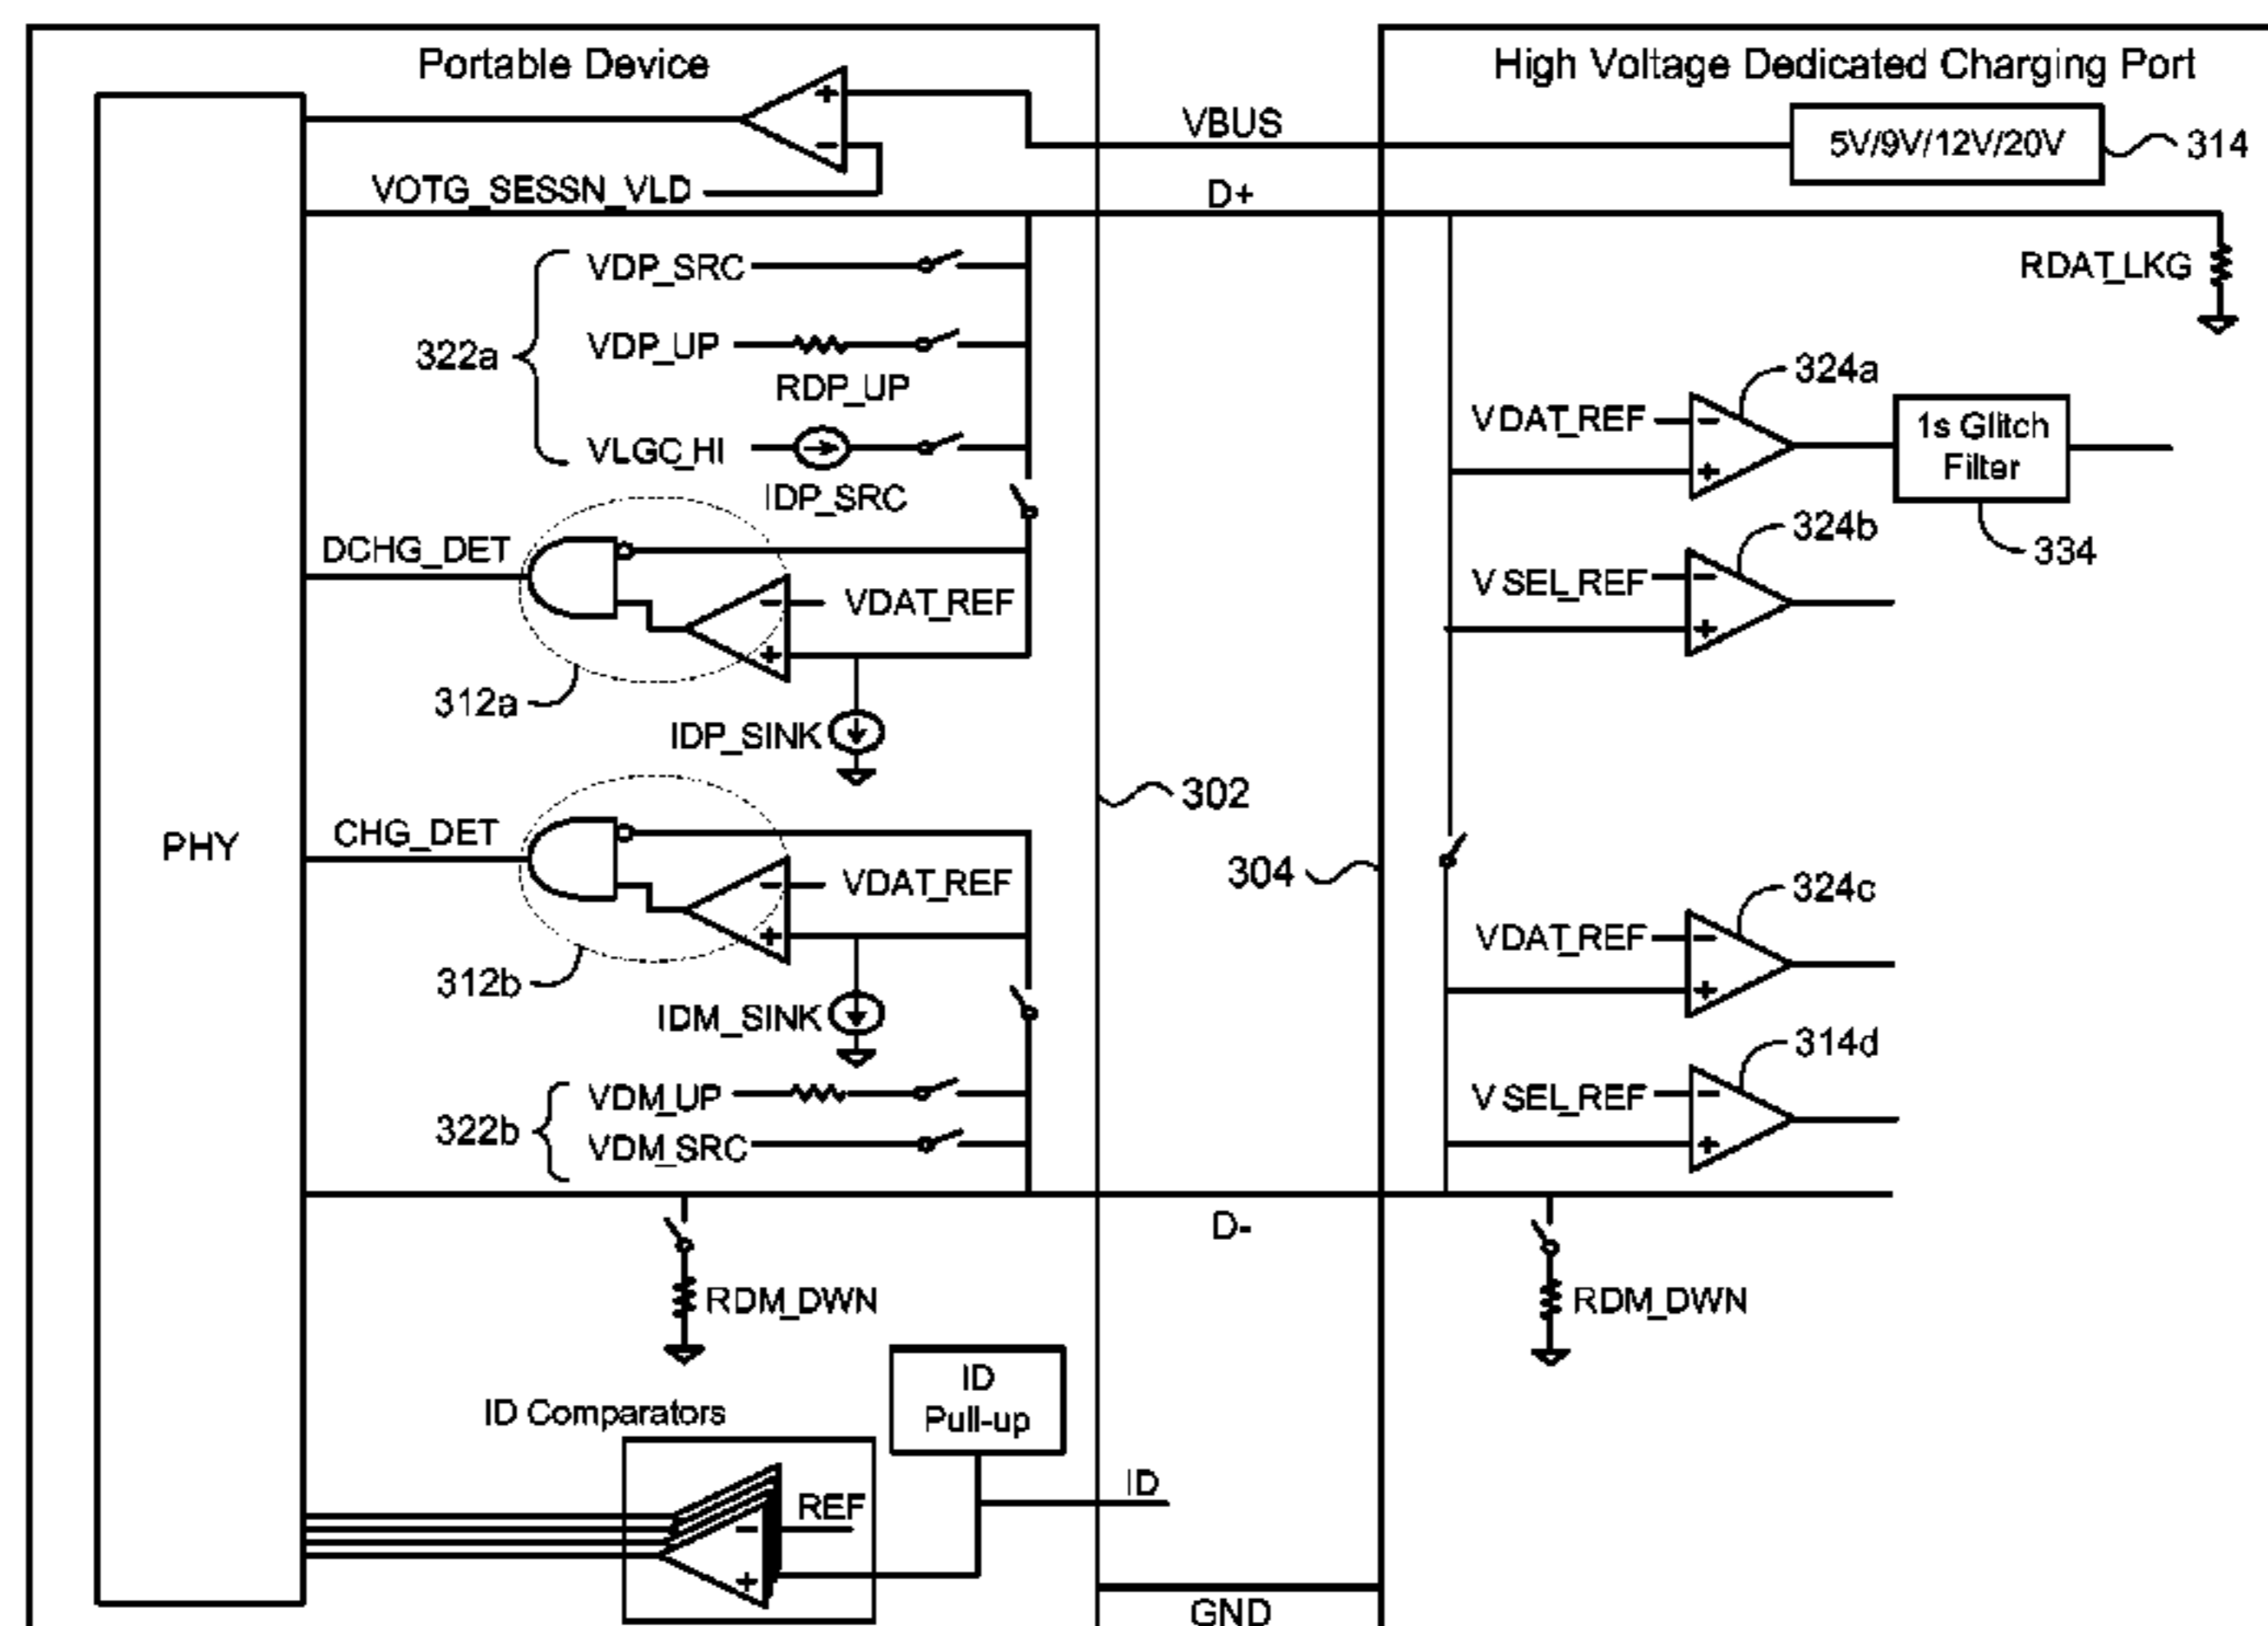 Portable Device
High Voltage Dedicated Charging Port
VBUS
5V/9V/12V/20V
314
VOTG_SESSN_VLD
D+
VDP_SRC
RDAT_LKG
322a
VDP_UP
RDP_UP
324a
VDAT_REF
1s Glitch
Filter
VLGC_HI
IDP_SRC
324b
334
DCHG_DET
VSEL_REF
VDAT_REF
312a
IDP_SINK
302
PHY
CHG_DET
VDAT_REF
304
324c
VDAT_REF
312b
IDM_SINK
314d
VDM_UP
VSEL_REF
322b
VDM_SRC
D-
RDM_DWN
RDM_DWN
ID
Pull-up
ID Comparators
ID
REF
GND